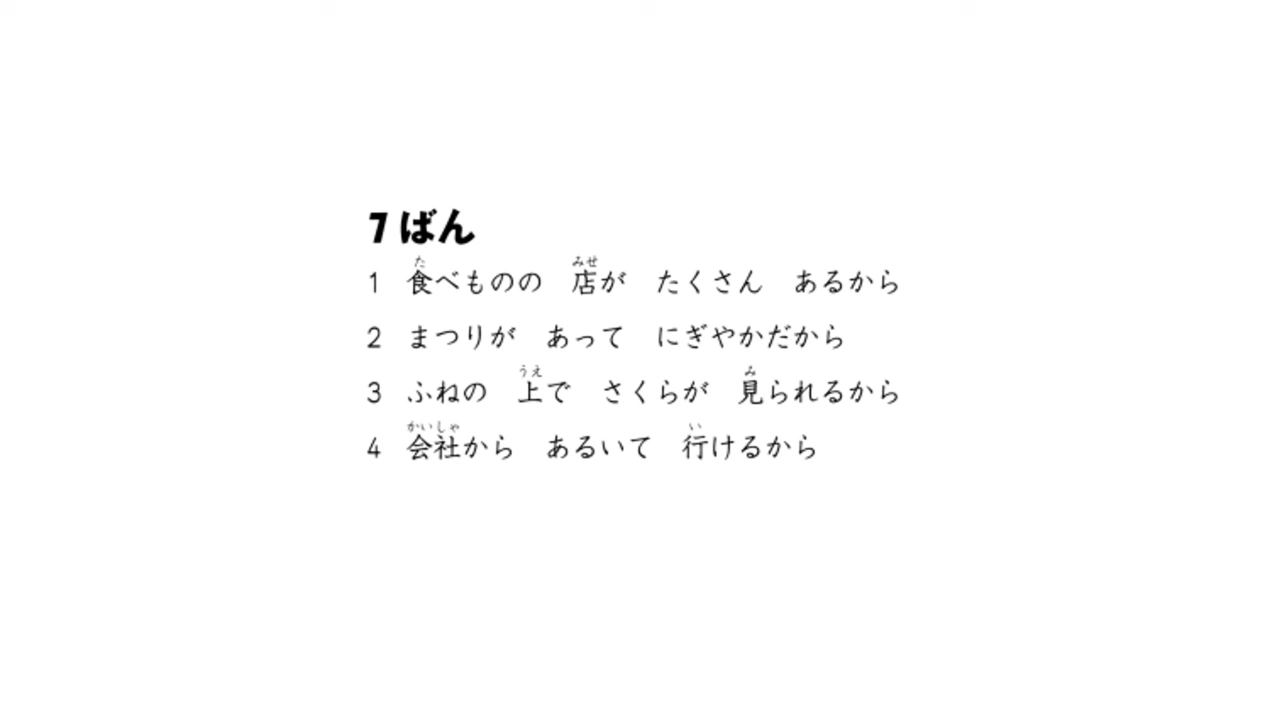 7 ばん
1 食べものの 店が たくさん あるから
2 まつりが あって にぎやかだから
3 ふねの 上で さくらが 見られるから
4 会社から あるいて 行けるから